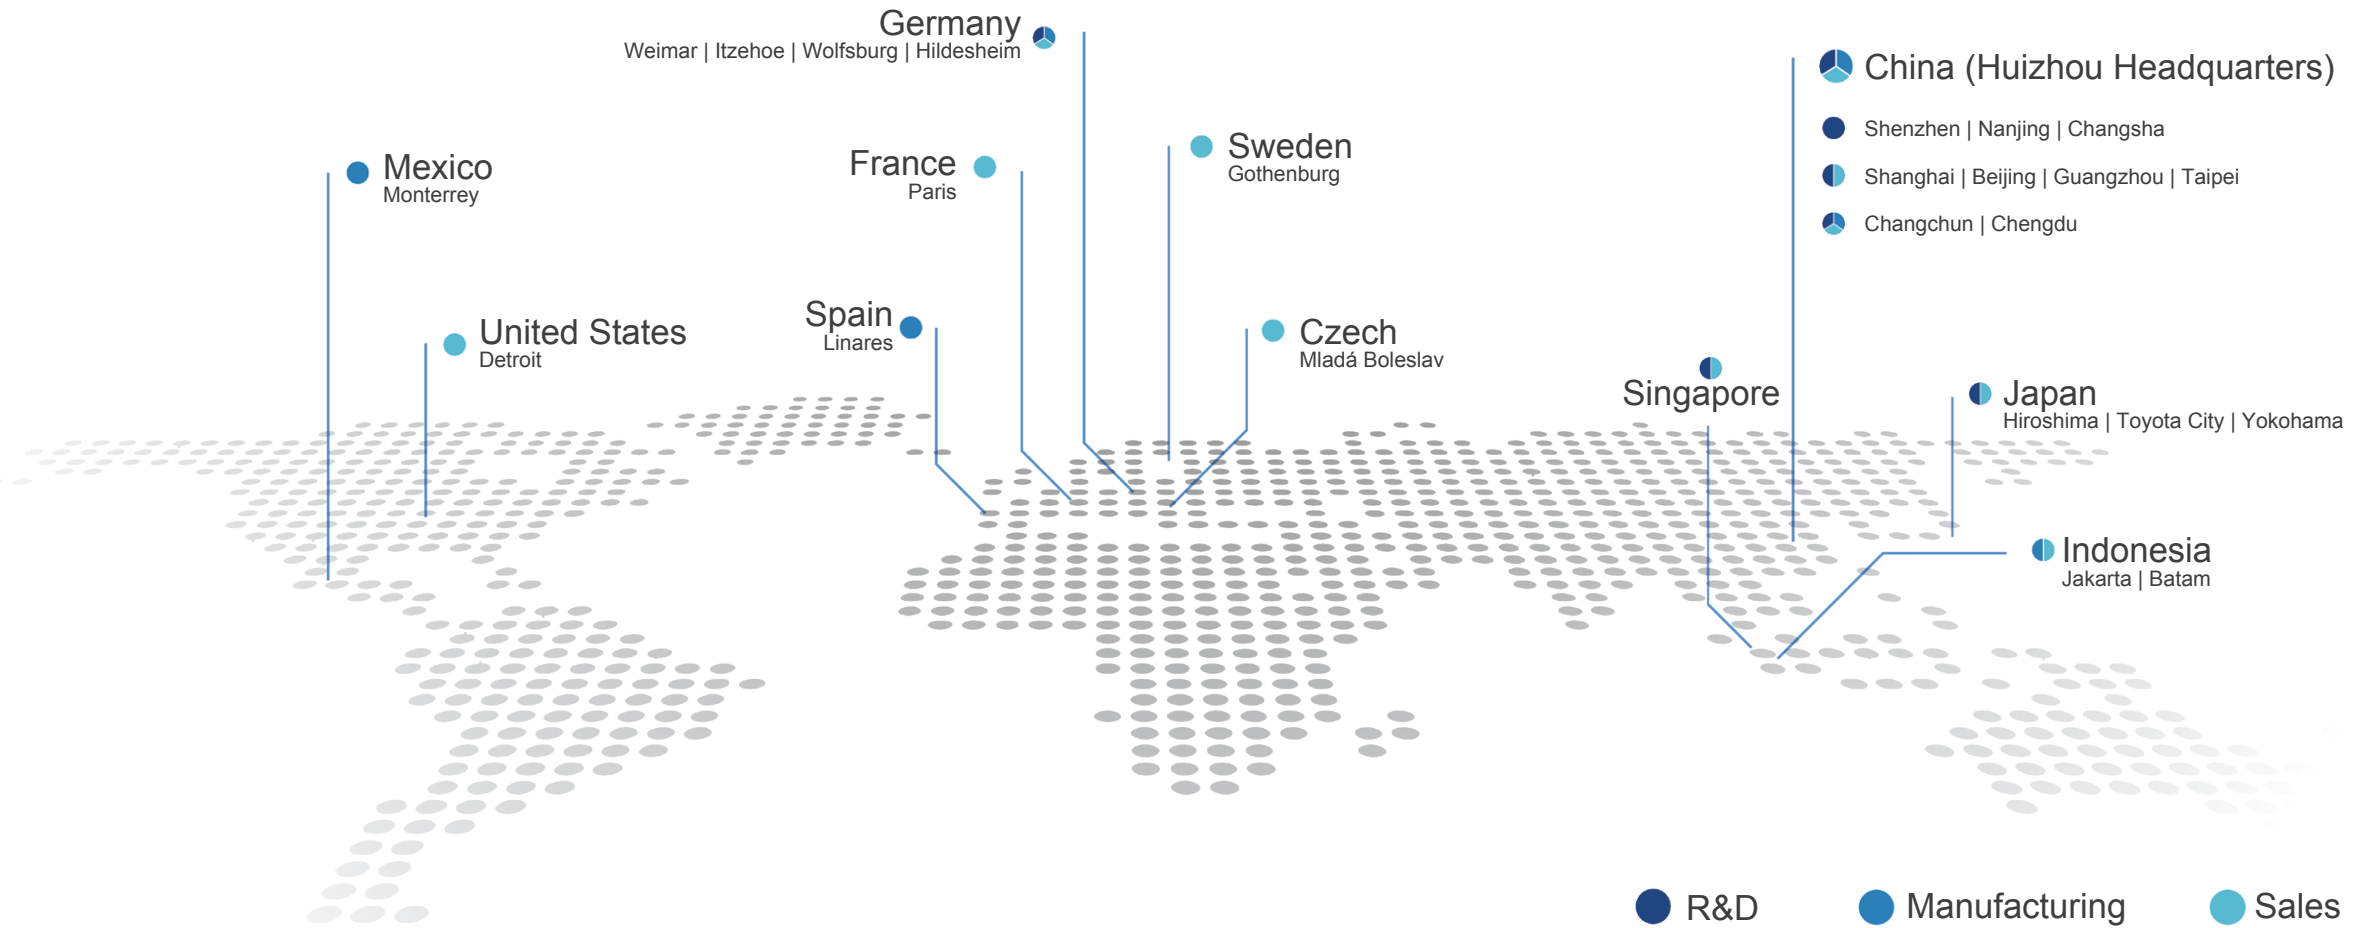 Germany
Weimar | Itzehoe | Wolfsburg | Hildesheim
China (Huizhou Headquarters)
Shenzhen | Nanjing | Changsha
Shanghai | Beijing | Guangzhou | Taipei
Changchun | Chengdu
Mexico
Monterrey
France
Paris
Sweden
Gothenburg
United States
Detroit
Spain
Linares
Czech
Mladá Boleslav
Singapore
Japan
Hiroshima | Toyota City | Yokohama
Indonesia
Jakarta | Batam
R&D
Manufacturing
Sales